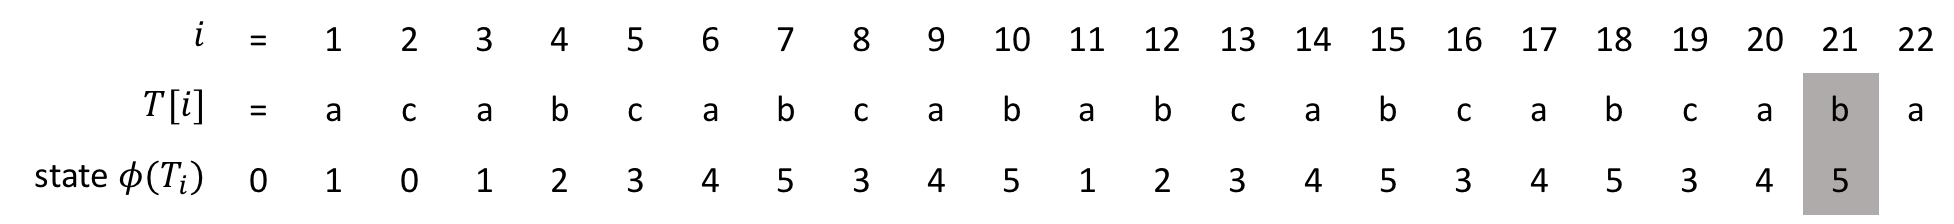 i = 1 2 3 4 5 6 7 8 9 10 11 12 13 14 15 16 17 18 19 20 21 22
T[i] = a c a b c a b c a b a b c a b c a b c a b a
state ϕ(Tᵢ) 0 1 0 1 2 3 4 5 3 4 5 1 2 3 4 5 3 4 5 3 4 5